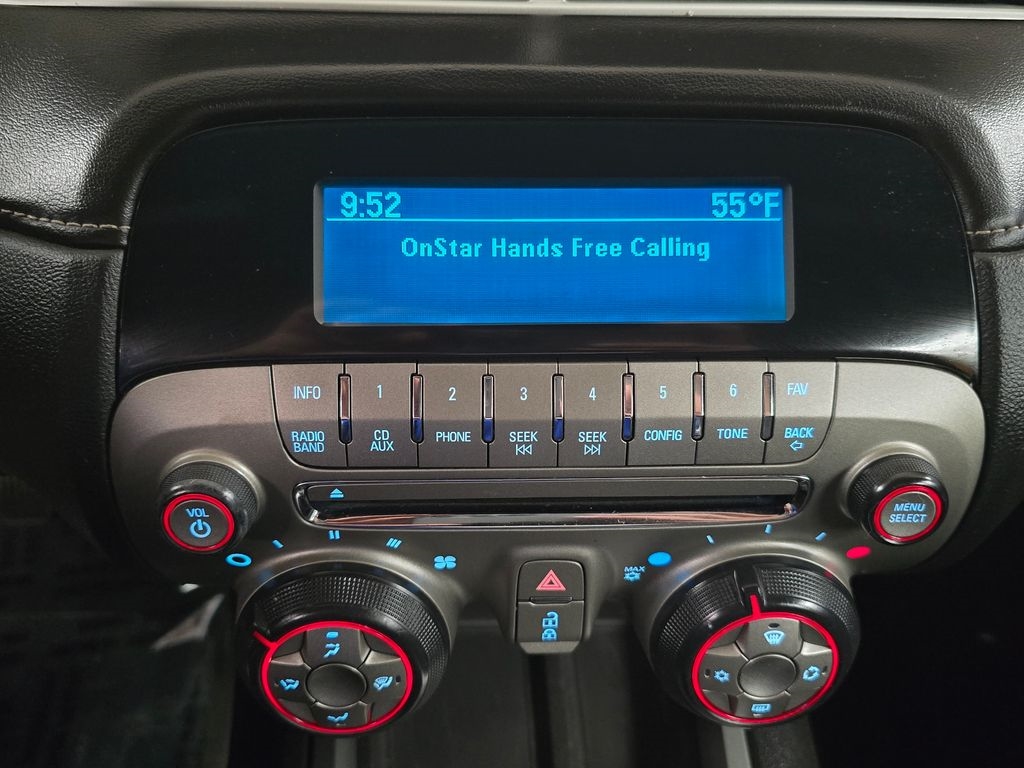 9:52 55°F
OnStar Hands Free Calling
INFO 1 2 3 4 5 6 FAV
RADIO BAND CD AUX PHONE SEEK SEEK CONFIG TONE BACK
VOL
MENU
SELECT
MAX